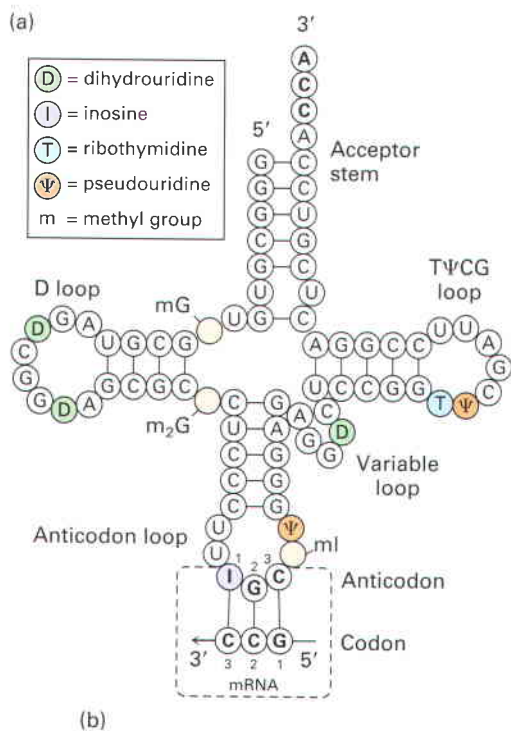 (a)
3′
D = dihydrouridine
I = inosine
T = ribothymidine
Ψ = pseudouridine
m = methyl group
A
C
C
5′ A
G C
G C
G U
C G
G C
U U
U G C
Acceptor
stem
D loop
mG
TΨCG
loop
D G A U G C G
C
G
G D A G C G C
m₂G
A G G C C U U A
G
C
U C C G G T Ψ
C G A C D
U A G G
C G
C G
C G
Variable
loop
Anticodon loop
U Ψ
U mI
1 2 3
I G C Anticodon
C C G Codon
3′ 3 2 1 5′
mRNA
(b)